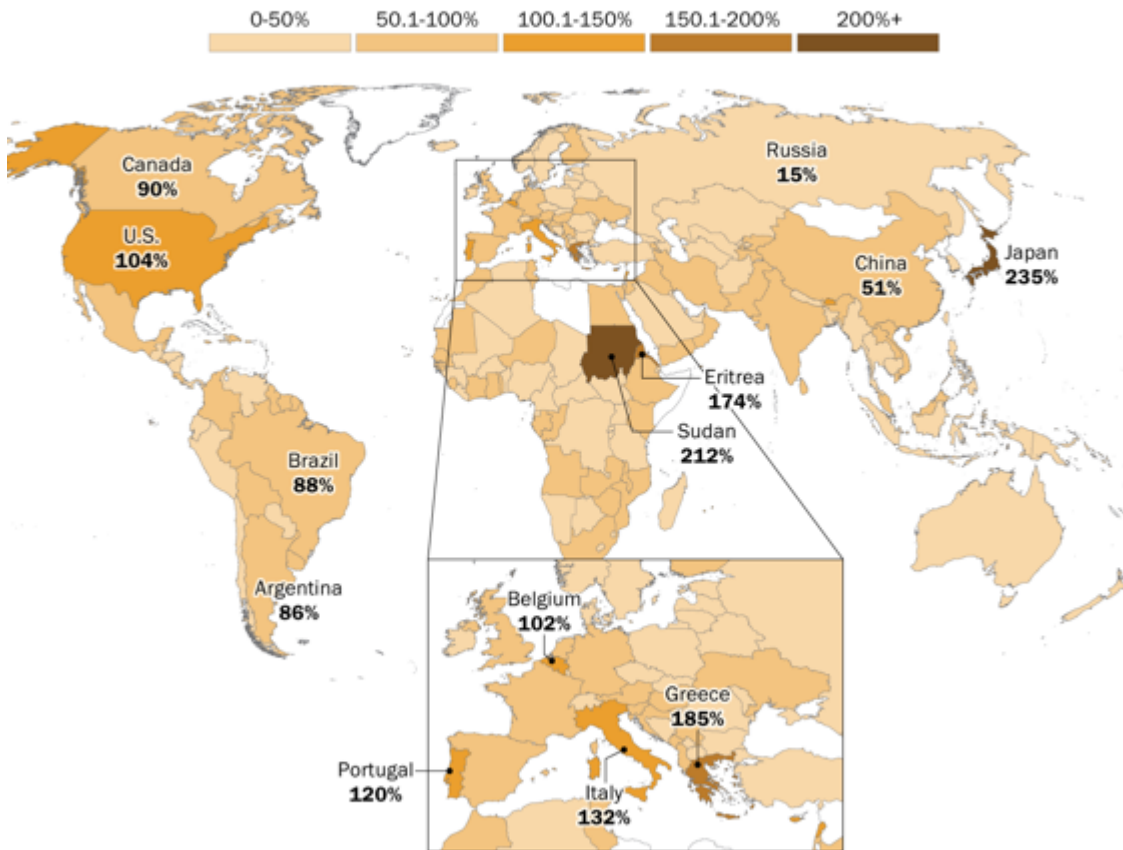 0-50%
50.1-100%
100.1-150%
150.1-200%
200%+
Canada
90%
Russia
15%
U.S.
104%
China
51%
Japan
235%
Eritrea
174%
Sudan
212%
Brazil
88%
Argentina
86%
Belgium
102%
Greece
185%
Portugal
120%
Italy
132%